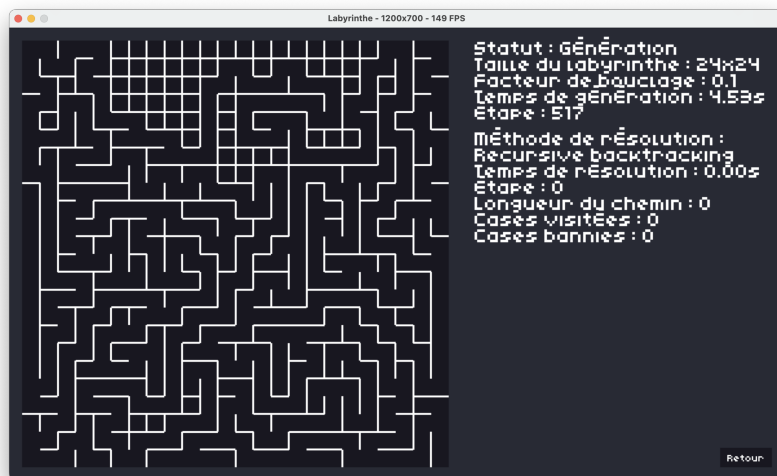 Labyrinthe - 1200x700 - 149 FPS
Statut : Génération
Taille du labyrinthe : 24x24
Facteur de bouclage : 0.1
Temps de génération : 4.53s
Étape : 517
Méthode de résolution :
Recursive backtracking
Temps de résolution : 0.00s
Étape : 0
Longueur du chemin : 0
Cases visitées : 0
Cases bannies : 0
Retour